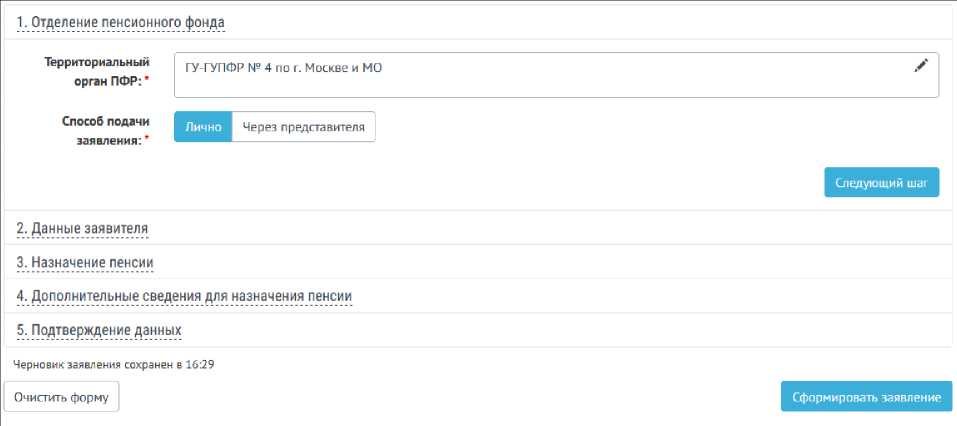 1. Отделение пенсионного фонда
Территориальный
орган ПФР: *
ГУ-ГУПФР № 4 по г. Москве и МО
Способ подачи
заявления: *
Лично
Через представителя
Следующий шаг
2. Данные заявителя
3. Назначение пенсии
4. Дополнительные сведения для назначения пенсии
5. Подтверждение данных
Черновик заявления сохранен в 16:29
Очистить форму
Сформировать заявление